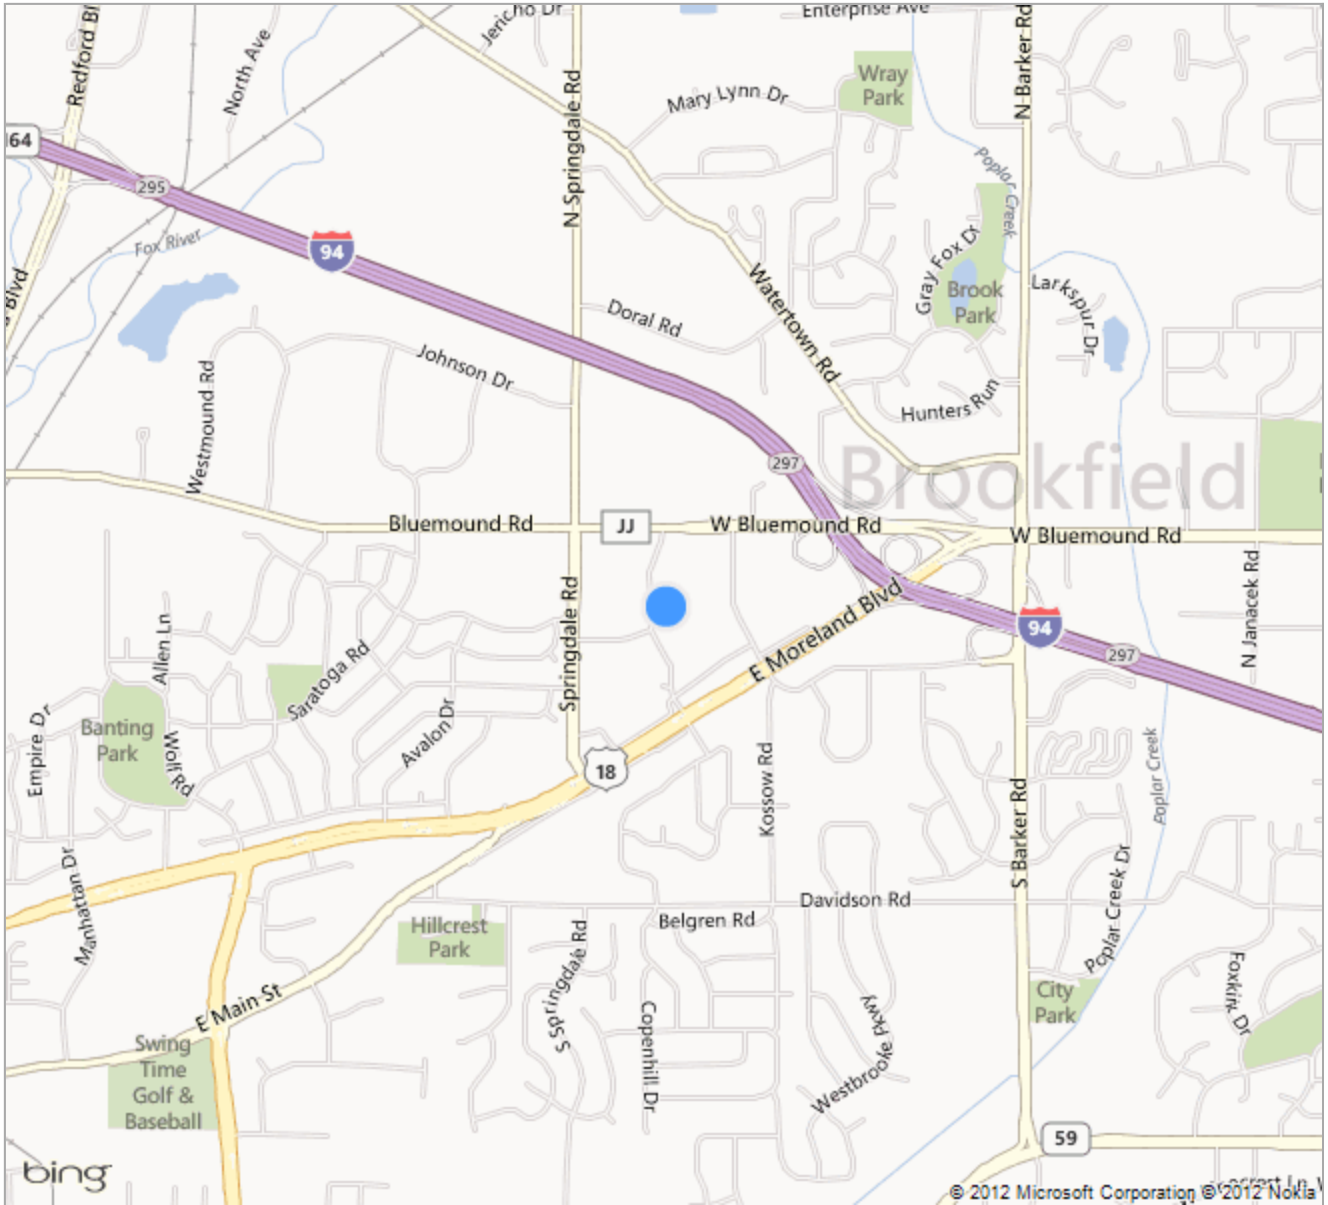 Jericho Dr
Enterprise Ave
Redford Bl
North Ave
N Springdale Rd
Mary Lynn Dr
Wray
Park
N Barker Rd
164
295
Fox River
94
Poplar Creek
Gray Fox Dr
Brook
Park
Larkspur Dr
Blvd
Doral Rd
Watertown Rd
Johnson Dr
Westmound Rd
Hunters Run
297
Brookfield
Bluemound Rd
JJ
W Bluemound Rd
W Bluemound Rd
Springdale Rd
E Moreland Blvd
94
297
N Janacek Rd
Allen Ln
Saratoga Rd
Banting
Park
Empire Dr
Wolf Rd
Avalon Dr
18
Kossow Rd
Poplar Creek
S Barker Rd
Manhattan Dr
Davidson Rd
Belgren Rd
Hillcrest
Park
Poplar Creek Dr
S Springdale Rd
Copenhill Dr
Westbrooke Pkwy
City
Park
Foxkirk Dr
E Main St
Swing
Time
Golf &
Baseball
59
bing
© 2012 Microsoft Corporation © 2012 Nokia